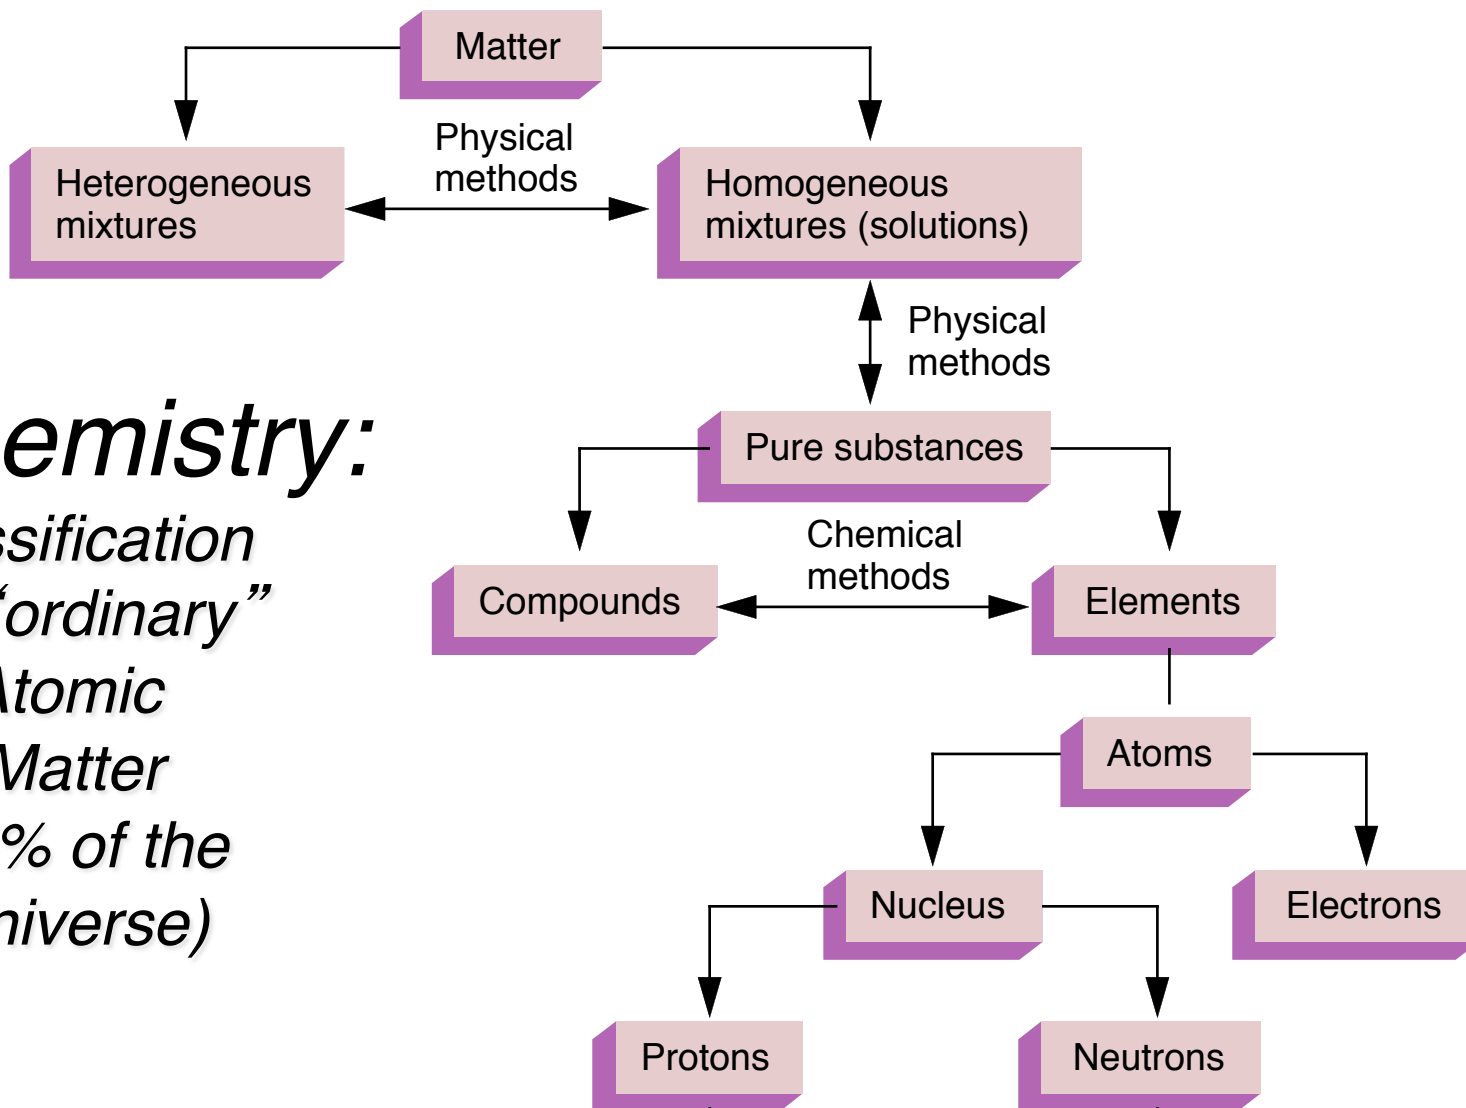 Matter
Physical
methods
Heterogeneous
mixtures
Homogeneous
mixtures (solutions)
Physical
methods
emistry:
ssification
“ordinary”
Atomic
Matter
% of the
niverse)
Pure substances
Chemical
methods
Compounds
Elements
Atoms
Nucleus
Electrons
Protons
Neutrons